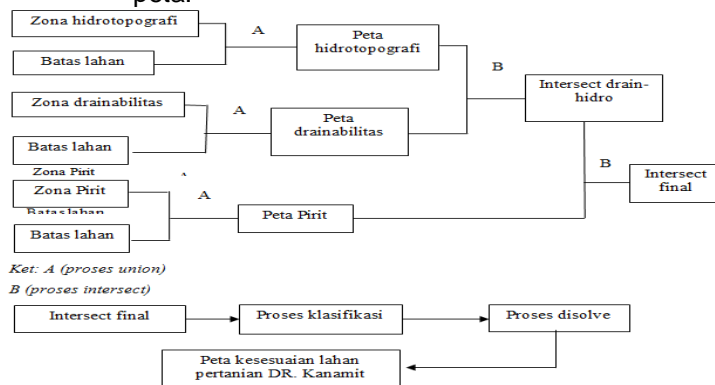 peta.
Zona hidrotopografi
A
Batas lahan
Peta
hidrotopografi
B
Zona drainabilitas
A
Batas lahan
Peta
drainabilitas
Intersect drain-
hidro
Zona Pirit
A
Zona Pirit
A
Batas lahan
Batas lahan
Peta Pirit
B
Intersect
final
Ket: A (proses union)
B (proses intersect)
Intersect final
Proses klasifikasi
Proses disolve
Peta kesesuaian lahan
pertanian DR. Kanamit